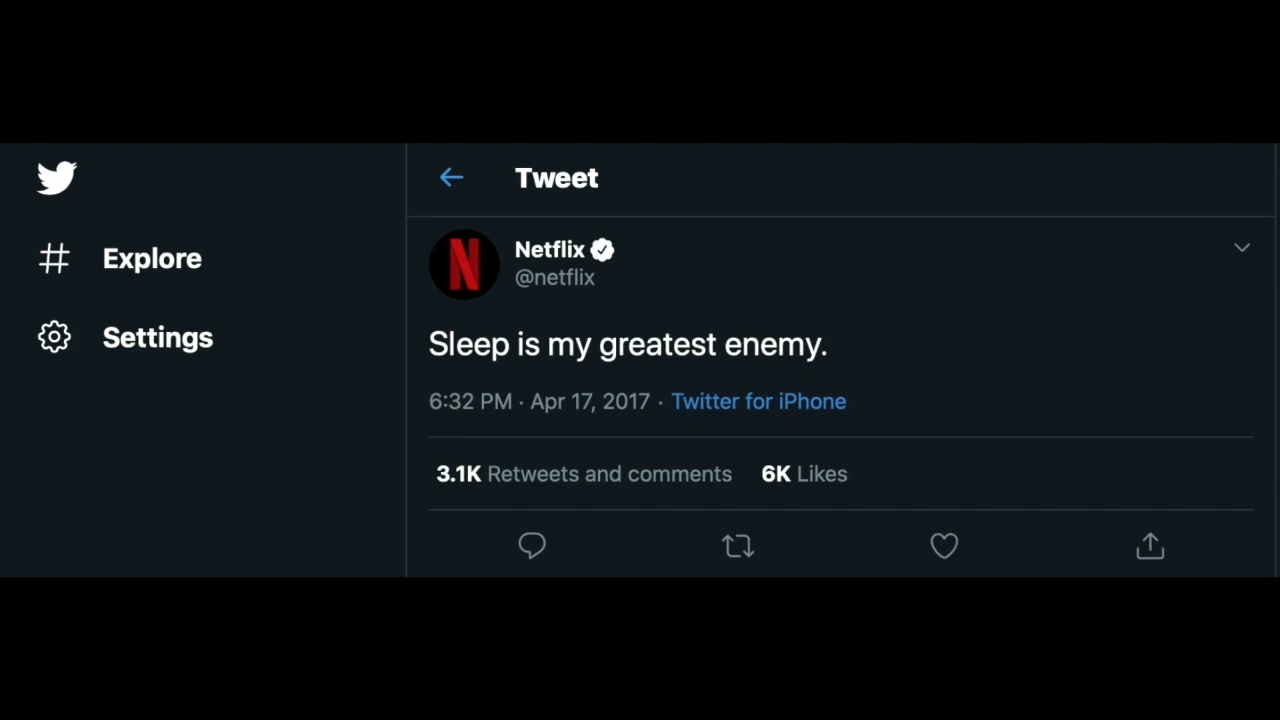 Tweet
Explore
Settings
Netflix
@netflix
Sleep is my greatest enemy.
6:32 PM · Apr 17, 2017 · Twitter for iPhone
3.1K Retweets and comments 6K Likes